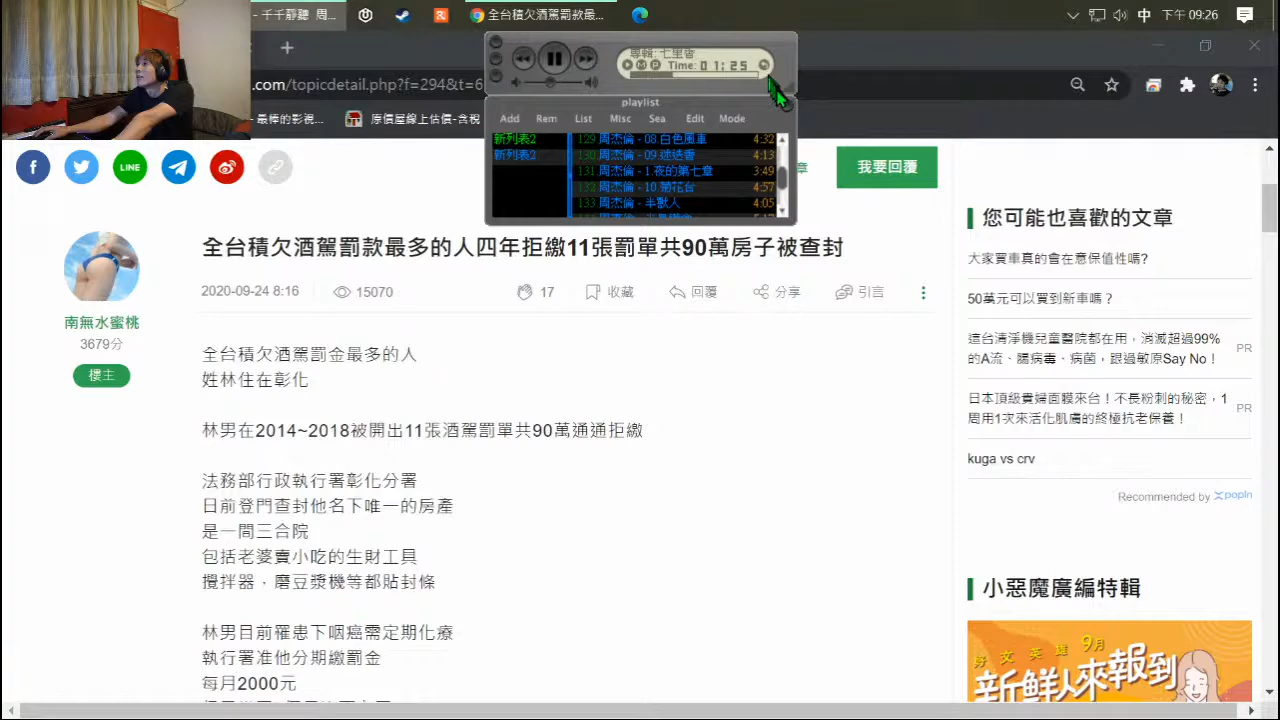 - 千千靜聽 周...
全台積欠酒駕罰款最...
中
下午 09:26
.com/topicdetail.php?f=294&t=6
- 最棒的影視...
原價屋線上估價-含稅
專輯: 七里香
Time: 01:25
playlist
Add Rem List Misc Sea Edit Mode
新列表2
新列表2
129.周杰倫 - 08.白色風車 4:32
130.周杰倫 - 09.迷迭香 4:13
131.周杰倫 - 1.夜的第七章 3:49
132.周杰倫 - 10.菊花台 4:57
133.周杰倫 - 半獸人 4:05
LINE
章
我要回覆
全台積欠酒駕罰款最多的人四年拒繳11張罰單共90萬房子被查封
2020-09-24 8:16
15070
17
收藏
回覆
分享
引言
南無水蜜桃
3679分
樓主
全台積欠酒駕罰金最多的人
姓林住在彰化
林男在2014~2018被開出11張酒駕罰單共90萬通通拒繳
法務部行政執行署彰化分署
日前登門查封他名下唯一的房產
是一間三合院
包括老婆賣小吃的生財工具
攪拌器，磨豆漿機等都貼封條
林男目前罹患下咽癌需定期化療
執行署准他分期繳罰金
每月2000元
您可能也喜歡的文章
大家買車真的會在意保值性嗎?
50萬元可以買到新車嗎？
這台清淨機兒童醫院都在用，消滅超過99%
的A流、腸病毒、病菌，跟過敏原Say No！
PR
日本頂級貴婦面膜來台！不長粉刺的秘密，1
周用1次來活化肌膚的終極抗老保養！
PR
kuga vs crv
Recommended by popIn
小惡魔廣編特輯
好文英雄 9月
新鮮人來報到